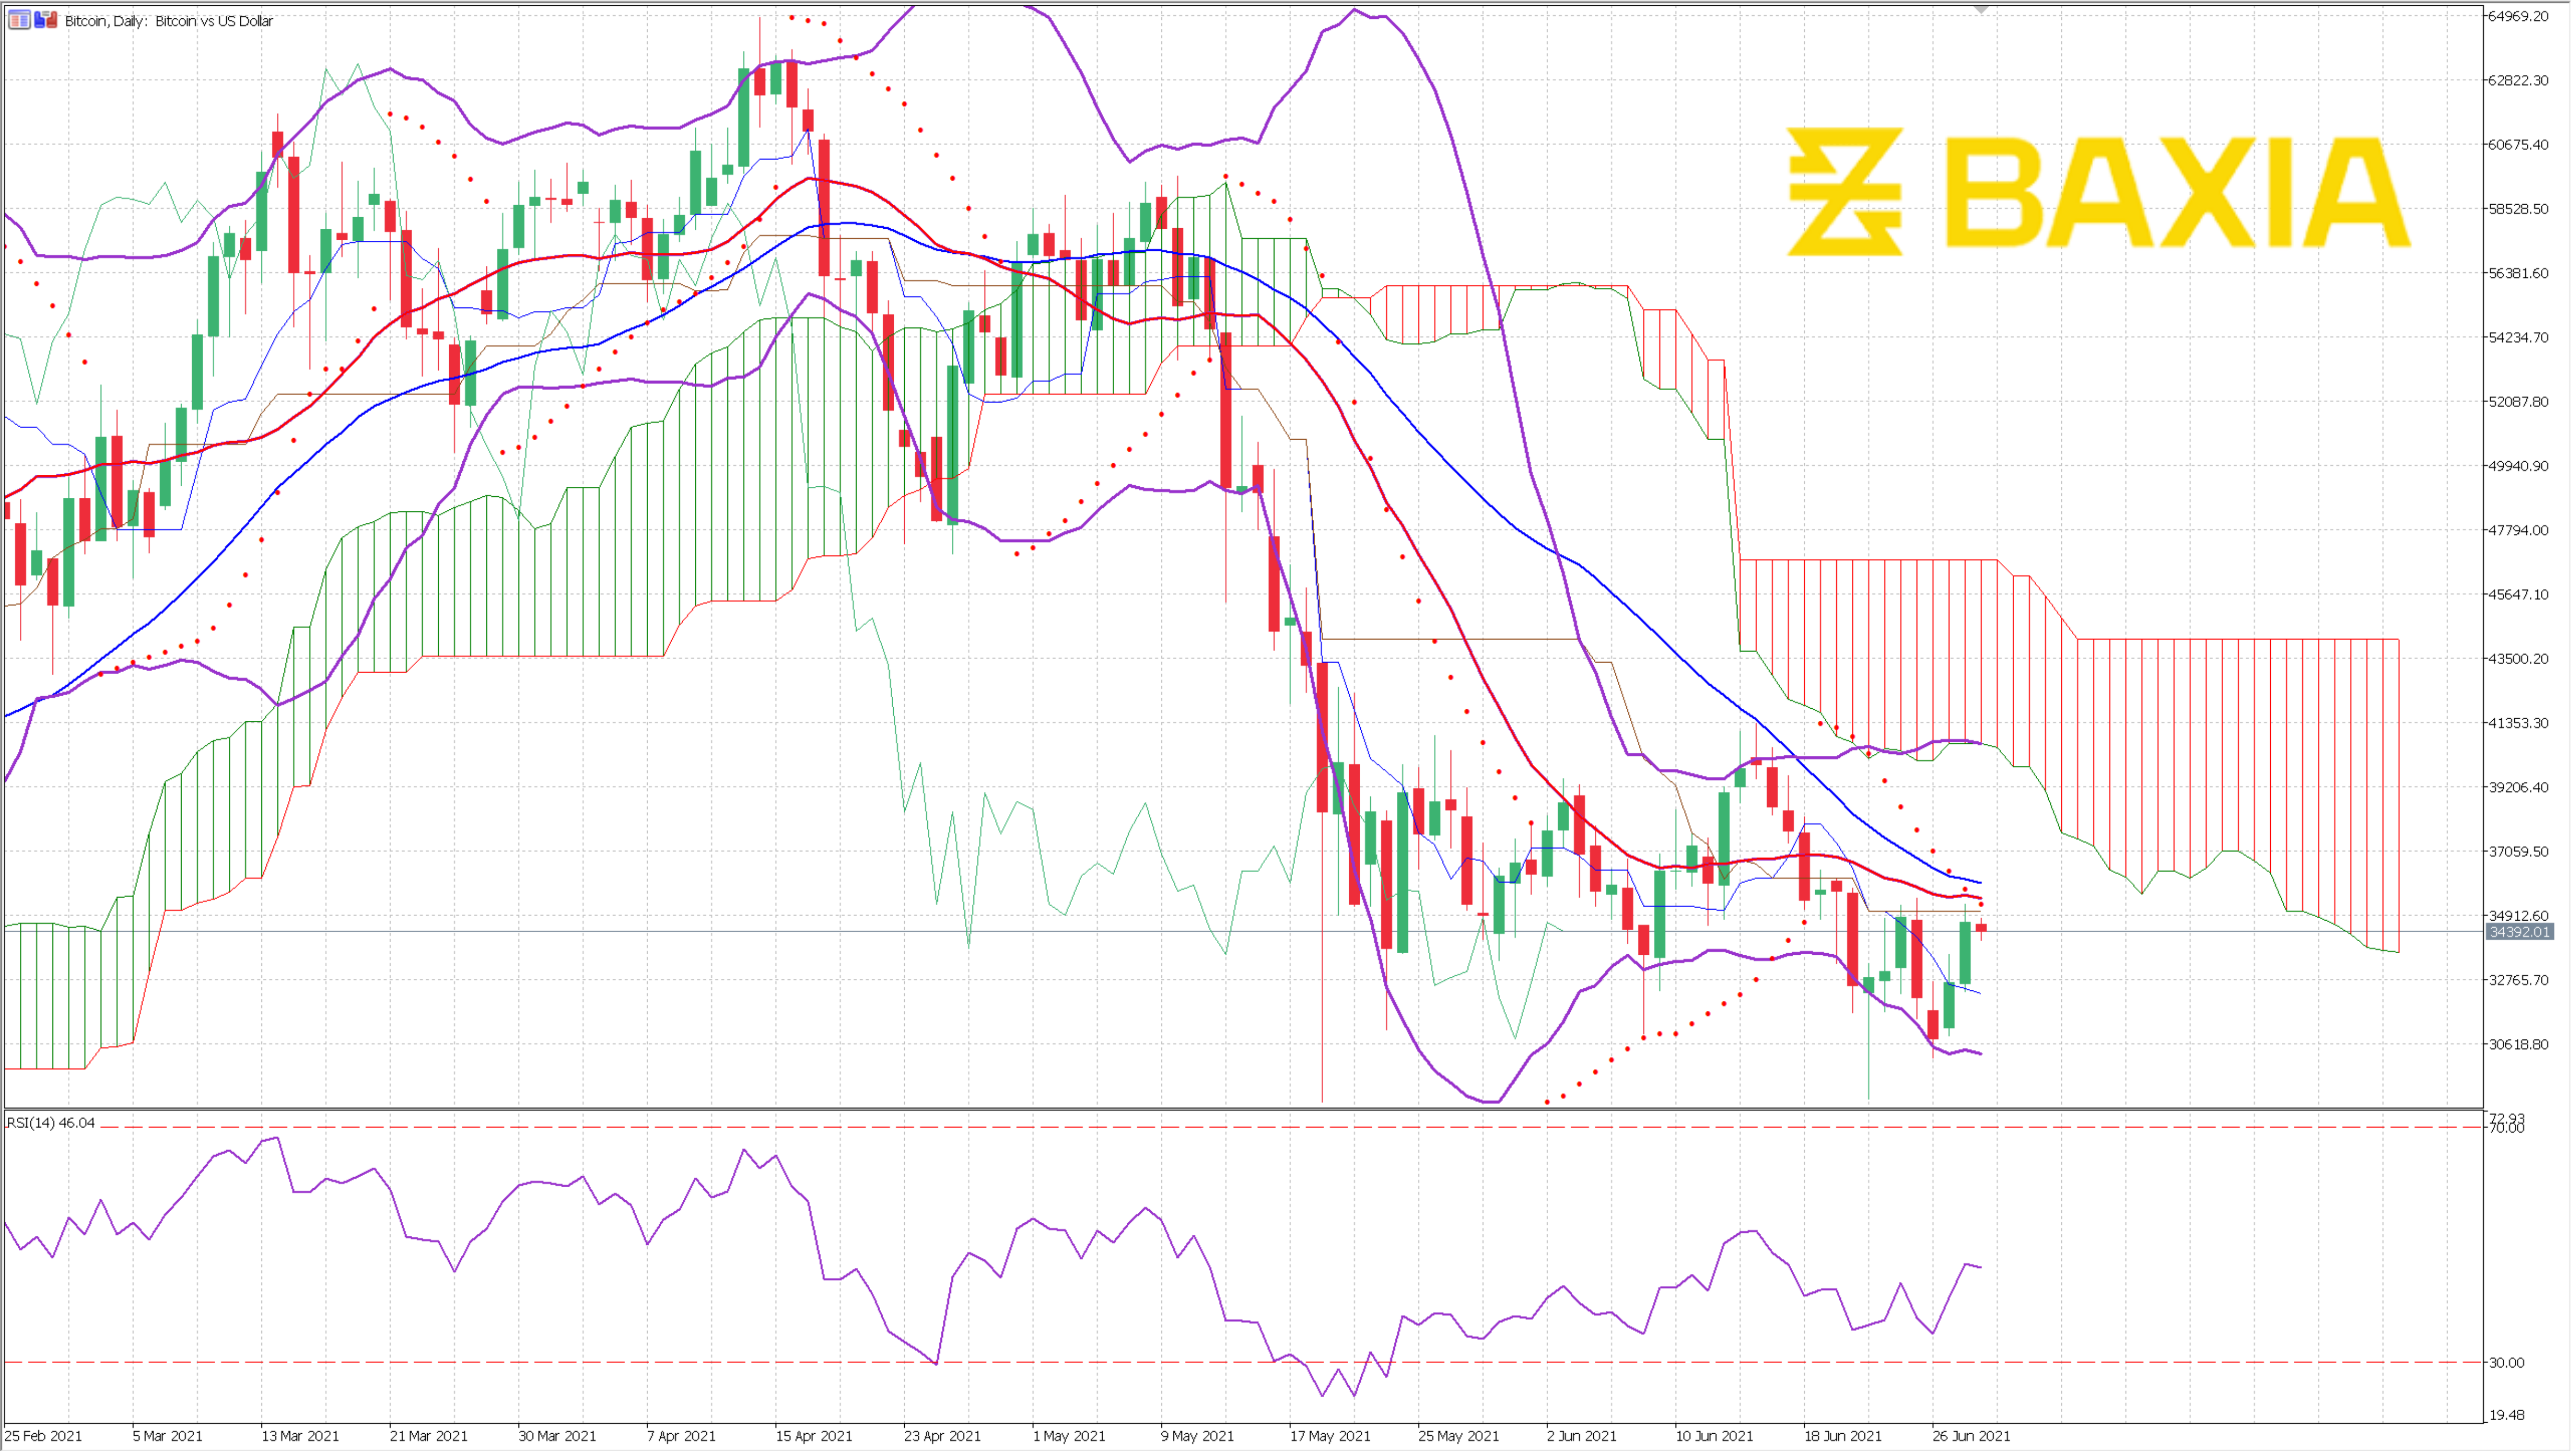 Bitcoin, Daily: Bitcoin vs US Dollar
BAXIA
64969.20
62822.30
60675.40
58528.50
56381.60
54234.70
52087.80
49940.90
47794.00
45647.10
43500.20
41353.30
39206.40
37059.50
34912.60
34392.01
32765.70
30618.80
RSI(14) 46.04
72.93
70.00
30.00
19.48
25 Feb 2021
5 Mar 2021
13 Mar 2021
21 Mar 2021
30 Mar 2021
7 Apr 2021
15 Apr 2021
23 Apr 2021
1 May 2021
9 May 2021
17 May 2021
25 May 2021
2 Jun 2021
10 Jun 2021
18 Jun 2021
26 Jun 2021